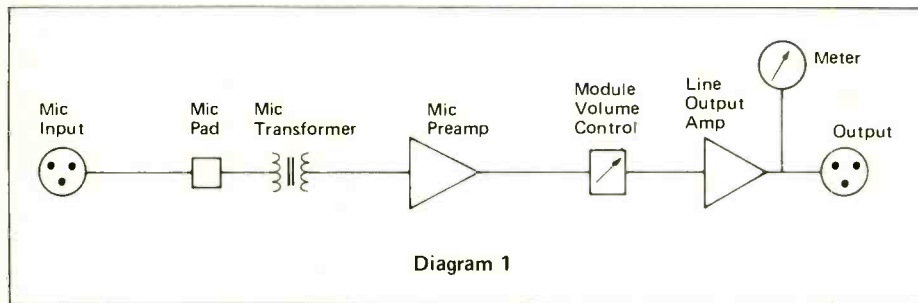 Mic
Input
Mic
Pad
Mic
Transformer
Mic
Preamp
Module
Volume
Control
Line
Output
Amp
Meter
Output
Diagram 1